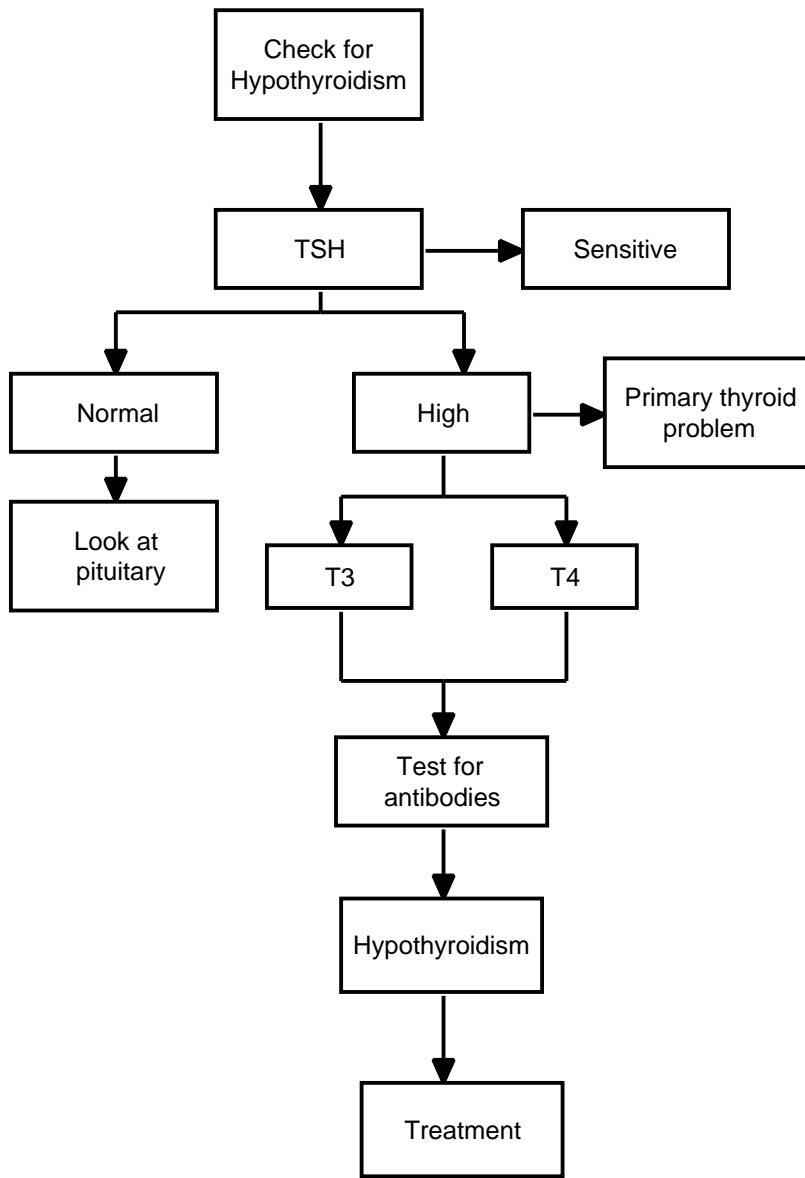 Check for
Hypothyroidism
TSH
Sensitive
Normal
High
Primary thyroid
problem
Look at
pituitary
T3
T4
Test for
antibodies
Hypothyroidism
Treatment